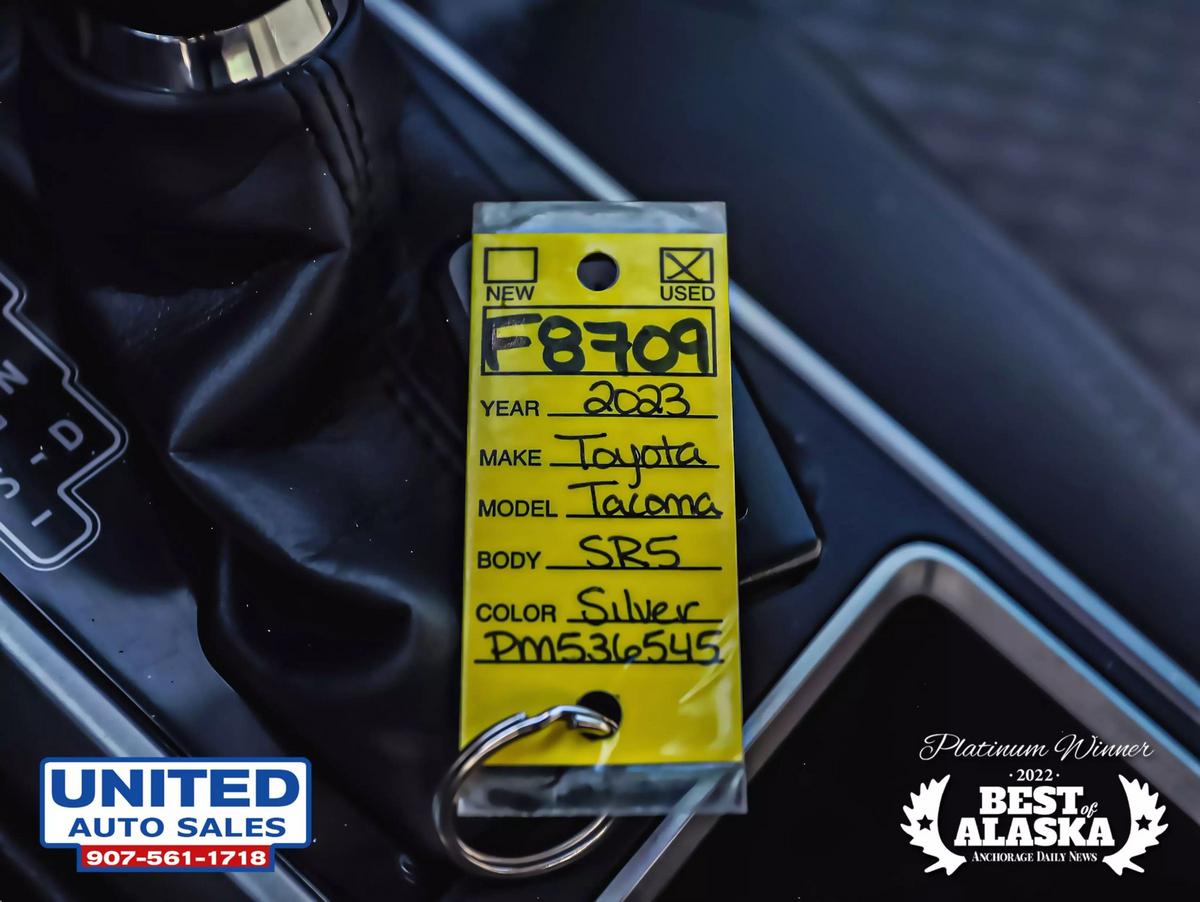 NEW USED
F8709
YEAR 2023
MAKE Toyota
MODEL Tacoma
BODY SR5
COLOR Silver
PM536545
N
D
S
UNITED
AUTO SALES
907-561-1718
Platinum Winner
· 2022 ·
BEST of
ALASKA
ANCHORAGE DAILY NEWS